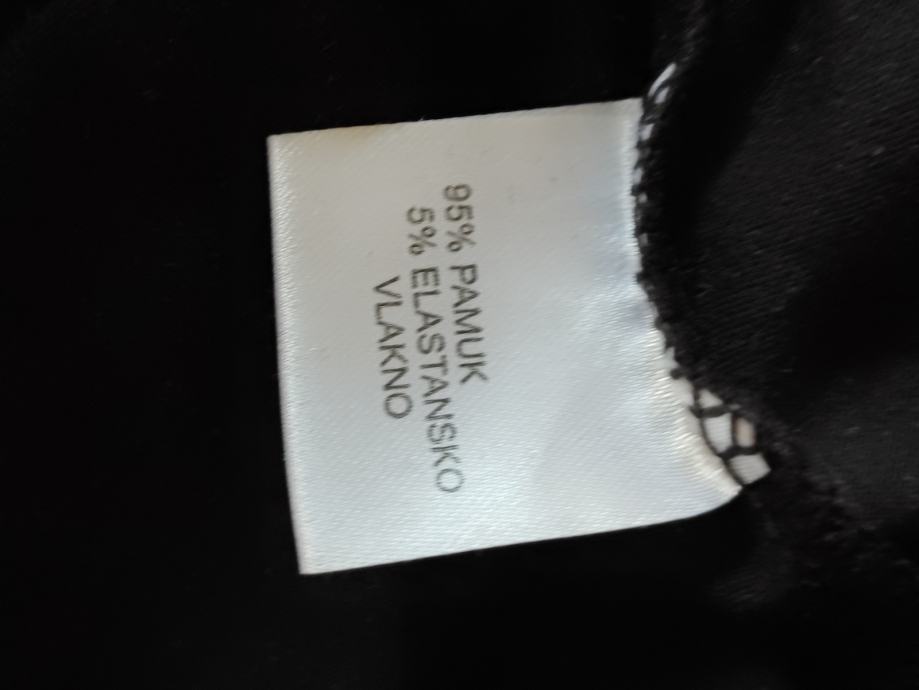 95% PAMUK
5% ELASTANSKO
VLAKNO